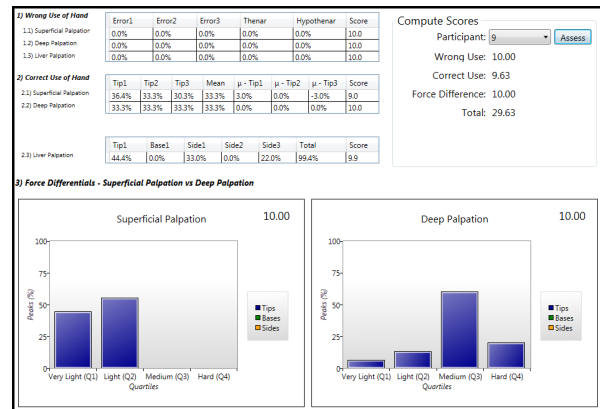 1) Wrong Use of Hand
Error1 Error2 Error3 Thenar Hypothenar Score
1.1) Superficial Palpation 0.0% 0.0% 0.0% 0.0% 0.0% 10.0
1.2) Deep Palpation 0.0% 0.0% 0.0% 0.0% 0.0% 10.0
1.3) Liver Palpation 0.0% 0.0% 0.0% 0.0% 0.0% 10.0
2) Correct Use of Hand
Tip1 Tip2 Tip3 Mean µ - Tip1 µ - Tip2 µ - Tip3 Score
2.1) Superficial Palpation 36.4% 33.3% 30.3% 33.3% 3.0% 0.0% -3.0% 9.0
2.2) Deep Palpation 33.3% 33.3% 33.3% 33.3% 0.0% 0.0% 0.0% 10.0
Tip1 Base1 Side1 Side2 Side3 Total Score
2.3) Liver Palpation 44.4% 0.0% 33.0% 0.0% 22.0% 99.4% 9.9
Compute Scores
Participant: 9 Assess
Wrong Use: 10.00
Correct Use: 9.63
Force Difference: 10.00
Total: 29.63
3) Force Differentials - Superficial Palpation vs Deep Palpation
Superficial Palpation 10.00
100
75
50
25
0
Peaks (%)
Very Light (Q1) Light (Q2) Medium (Q3) Hard (Q4)
Quartiles
Tips
Bases
Sides
Deep Palpation 10.00
100
75
50
25
0
Peaks (%)
Very Light (Q1) Light (Q2) Medium (Q3) Hard (Q4)
Quartiles
Tips
Bases
Sides